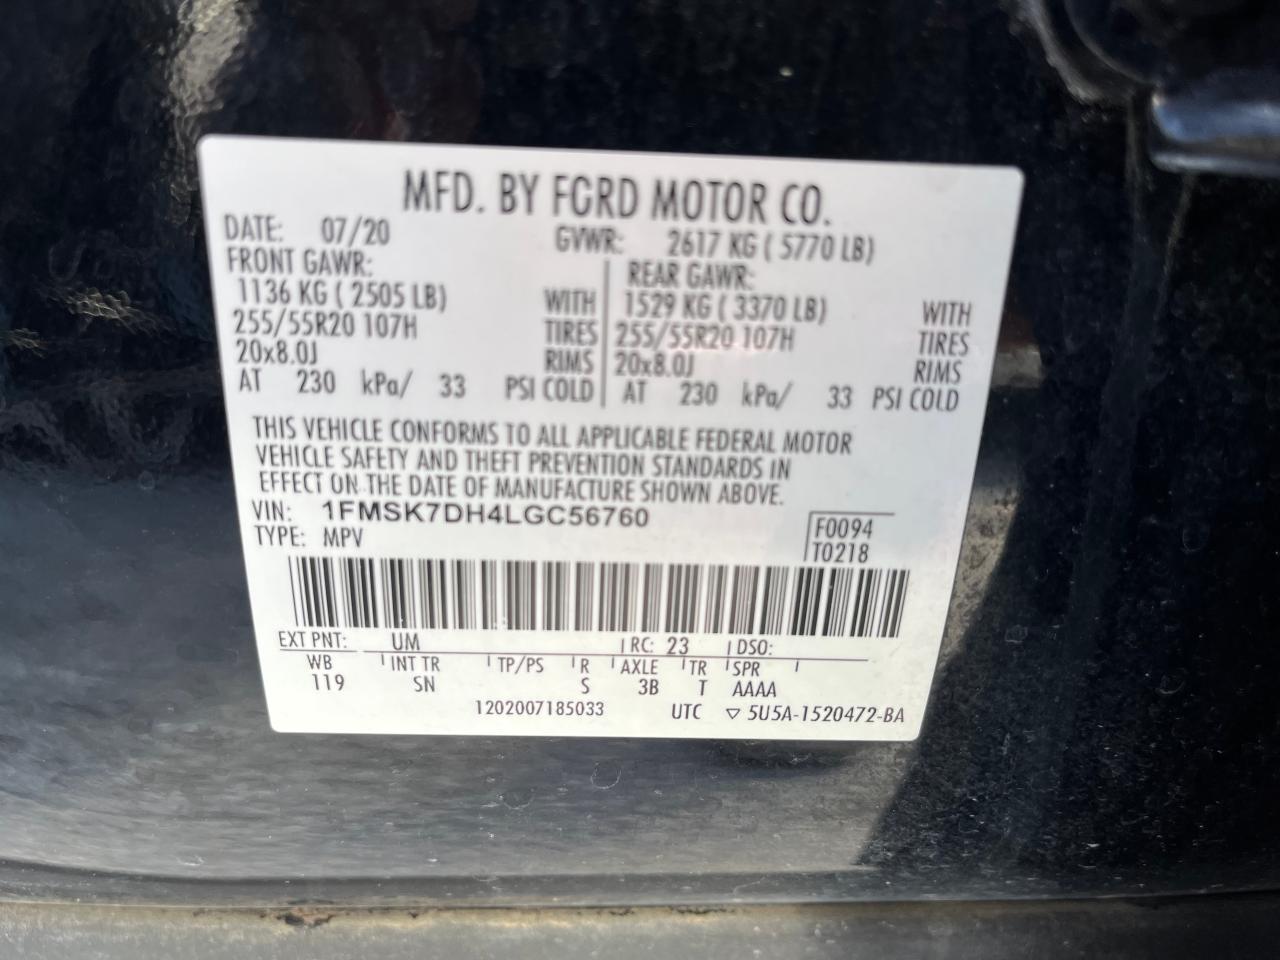 MFD. BY FORD MOTOR CO.
DATE: 07/20 GVWR: 2617 KG ( 5770 LB)
FRONT GAWR: REAR GAWR:
1136 KG ( 2505 LB) WITH 1529 KG ( 3370 LB) WITH
255/55R20 107H TIRES 255/55R20 107H TIRES
20x8.0J RIMS 20x8.0J RIMS
AT 230 kPa/ 33 PSI COLD AT 230 kPa/ 33 PSI COLD
THIS VEHICLE CONFORMS TO ALL APPLICABLE FEDERAL MOTOR
VEHICLE SAFETY AND THEFT PREVENTION STANDARDS IN
EFFECT ON THE DATE OF MANUFACTURE SHOWN ABOVE.
VIN: 1FMSK7DH4LGC56760 F0094
TYPE: MPV T0218
EXT PNT: UM RC: 23 DSO:
WB INT TR TP/PS R AXLE TR SPR
119 SN S 3B T AAAA
1202007185033 UTC ▽ 5U5A-1520472-BA